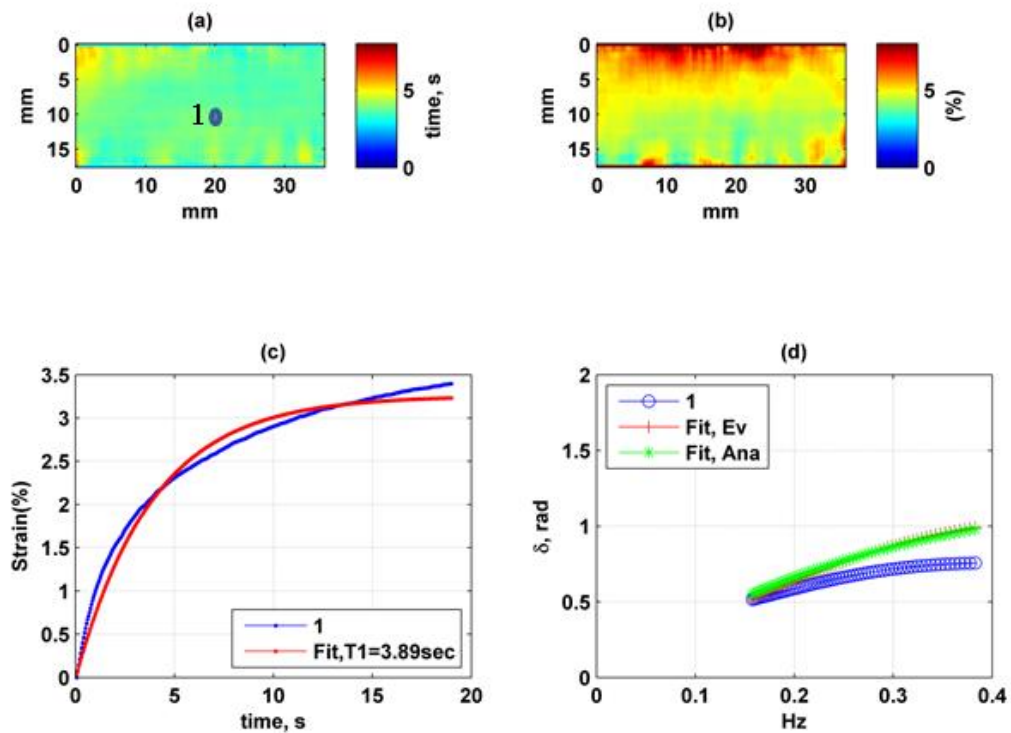 (a)
0
5
10
15
mm
1
0 10 20 30
mm
5
0
time, s
(b)
0
5
10
15
mm
0 10 20 30
mm
5
0
(%)
(c)
3.5
3
2.5
2
1.5
1
0.5
0
Strain(%)
1
Fit,T1=3.89sec
0 5 10 15 20
time, s
(d)
2
1.5
1
0.5
0
δ, rad
1
Fit, Ev
Fit, Ana
0 0.1 0.2 0.3 0.4
Hz